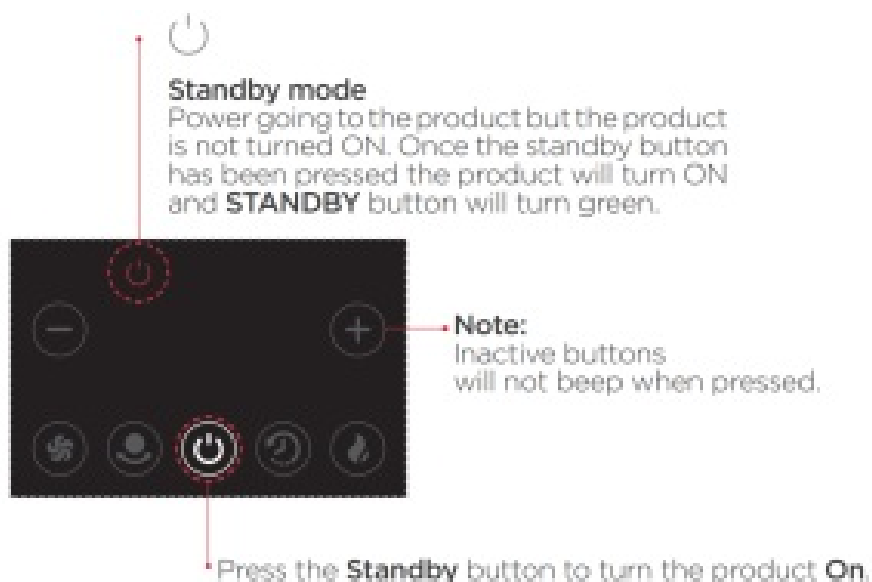 Standby mode
Power going to the product but the product
is not turned ON. Once the standby button
has been pressed the product will turn ON
and STANDBY button will turn green.
Note:
Inactive buttons
will not beep when pressed.
Press the Standby button to turn the product On.